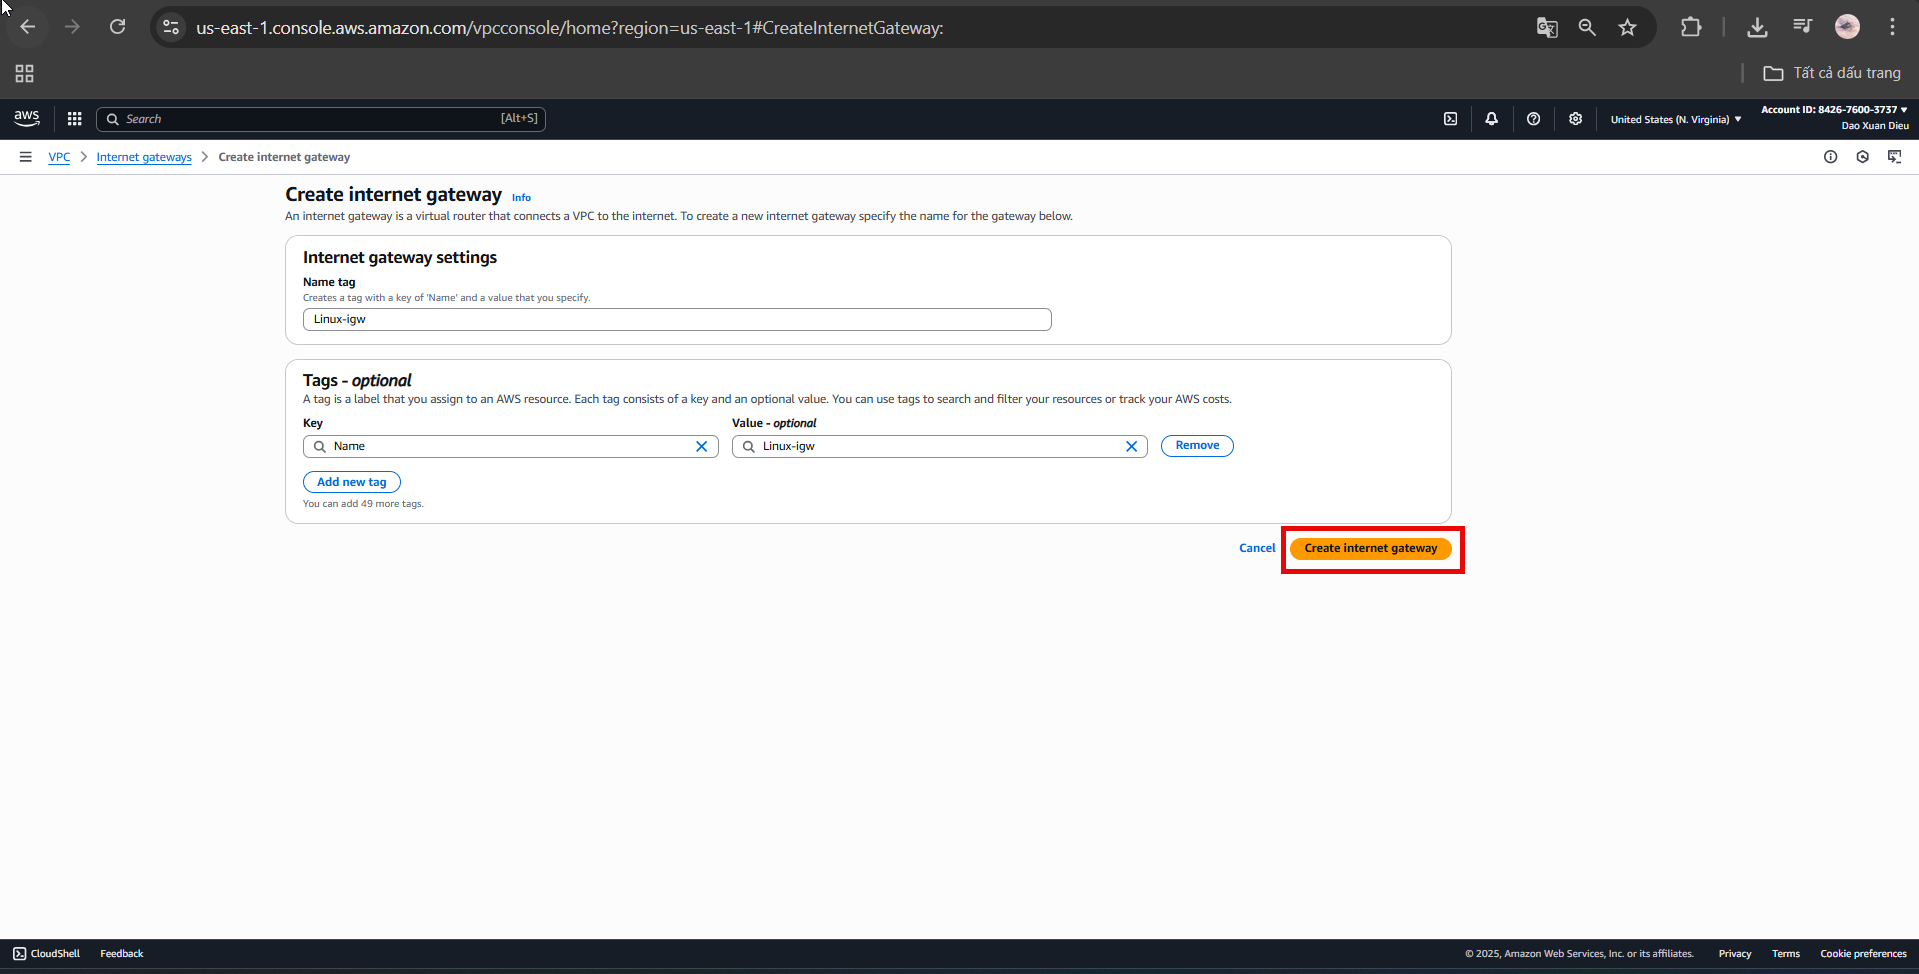 us-east-1.console.aws.amazon.com/vpcconsole/home?region=us-east-1#CreateInternetGateway:
Tất cả dấu trang
aws
Search
[Alt+S]
United States (N. Virginia)
Account ID: 8426-7600-3737
Dao Xuan Dieu
VPC
Internet gateways
Create internet gateway
Create internet gateway Info
An internet gateway is a virtual router that connects a VPC to the internet. To create a new internet gateway specify the name for the gateway below.
Internet gateway settings
Name tag
Creates a tag with a key of 'Name' and a value that you specify.
Linux-igw
Tags - optional
A tag is a label that you assign to an AWS resource. Each tag consists of a key and an optional value. You can use tags to search and filter your resources or track your AWS costs.
Key
Value - optional
Name
Linux-igw
Remove
Add new tag
You can add 49 more tags.
Cancel
Create internet gateway
CloudShell
Feedback
© 2025, Amazon Web Services, Inc. or its affiliates.
Privacy
Terms
Cookie preferences